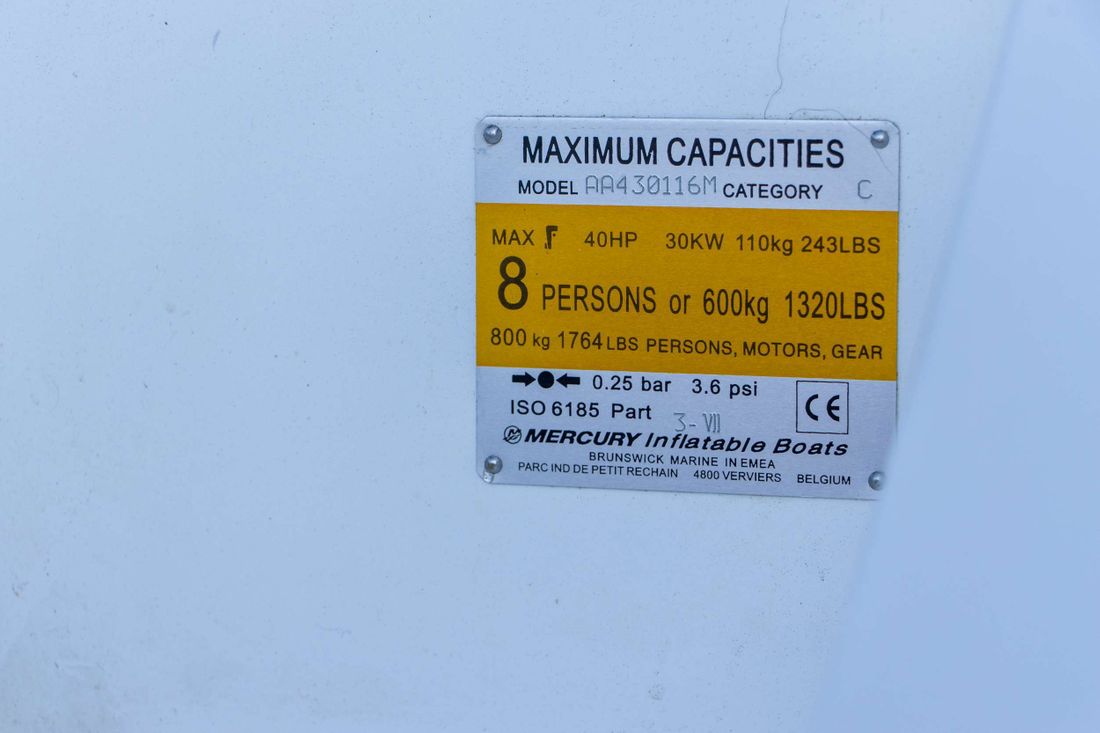 MAXIMUM CAPACITIES
MODEL AA430116M CATEGORY C
MAX 40HP 30KW 110kg 243LBS
8 PERSONS or 600kg 1320LBS
800 kg 1764 LBS PERSONS, MOTORS, GEAR
0.25 bar 3.6 psi
CE
ISO 6185 Part 3-VII
MERCURY Inflatable Boats
BRUNSWICK MARINE IN EMEA
PARC IND DE PETIT RECHAIN 4800 VERVIERS BELGIUM